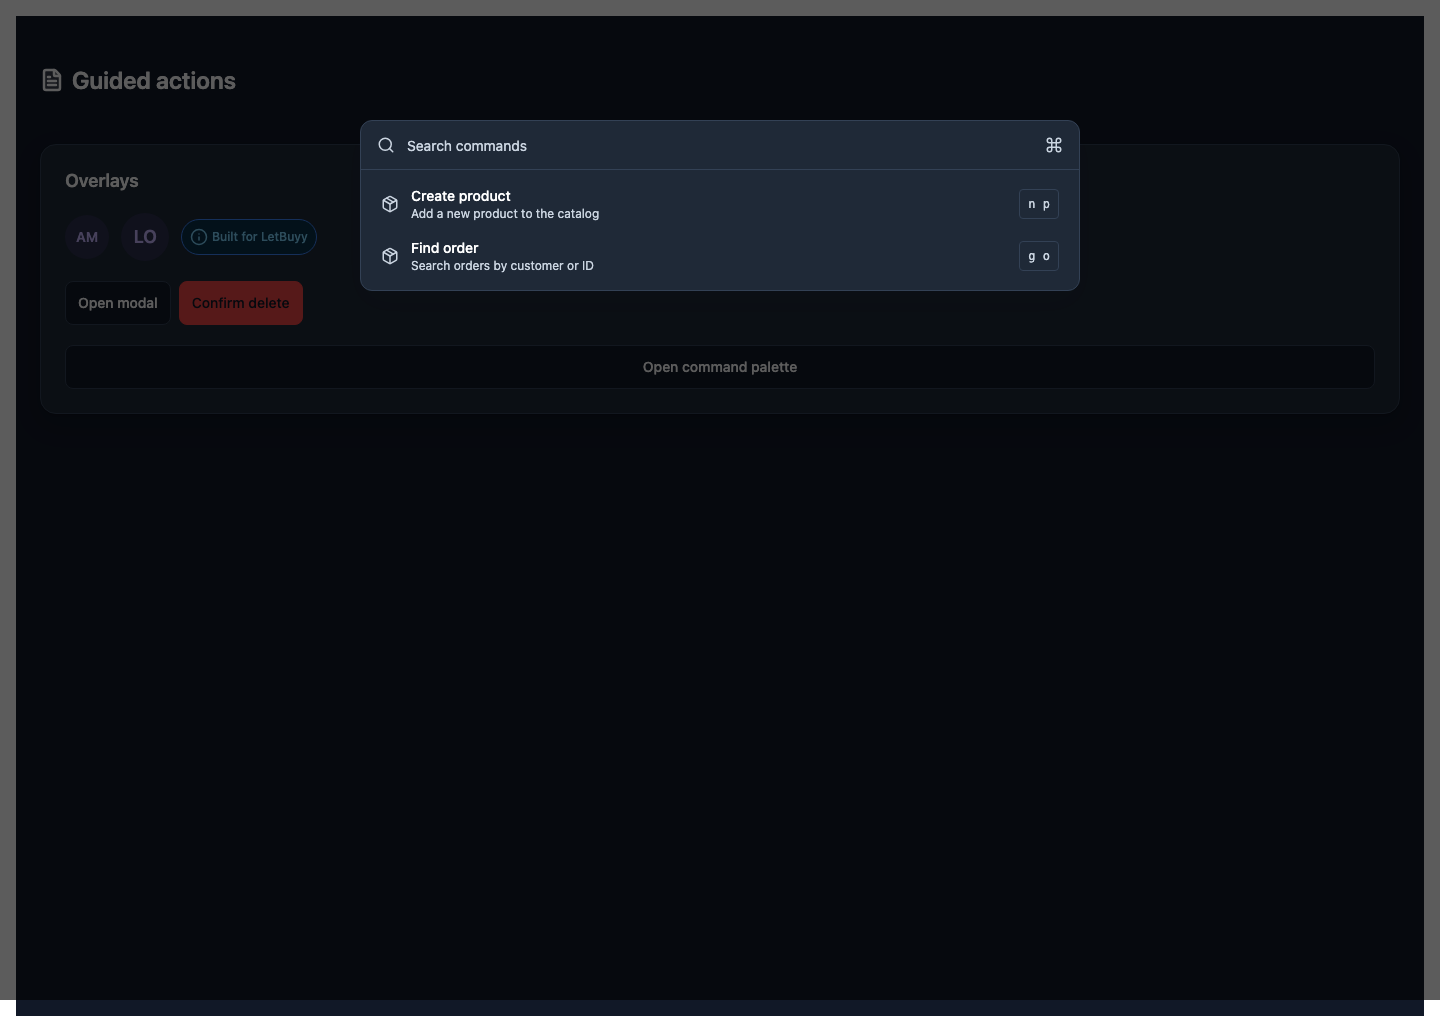 Guided actions
Search commands
Create product
Add a new product to the catalog
n p
Find order
Search orders by customer or ID
g o
Overlays
AM
LO
Built for LetBuyy
Open modal
Confirm delete
Open command palette